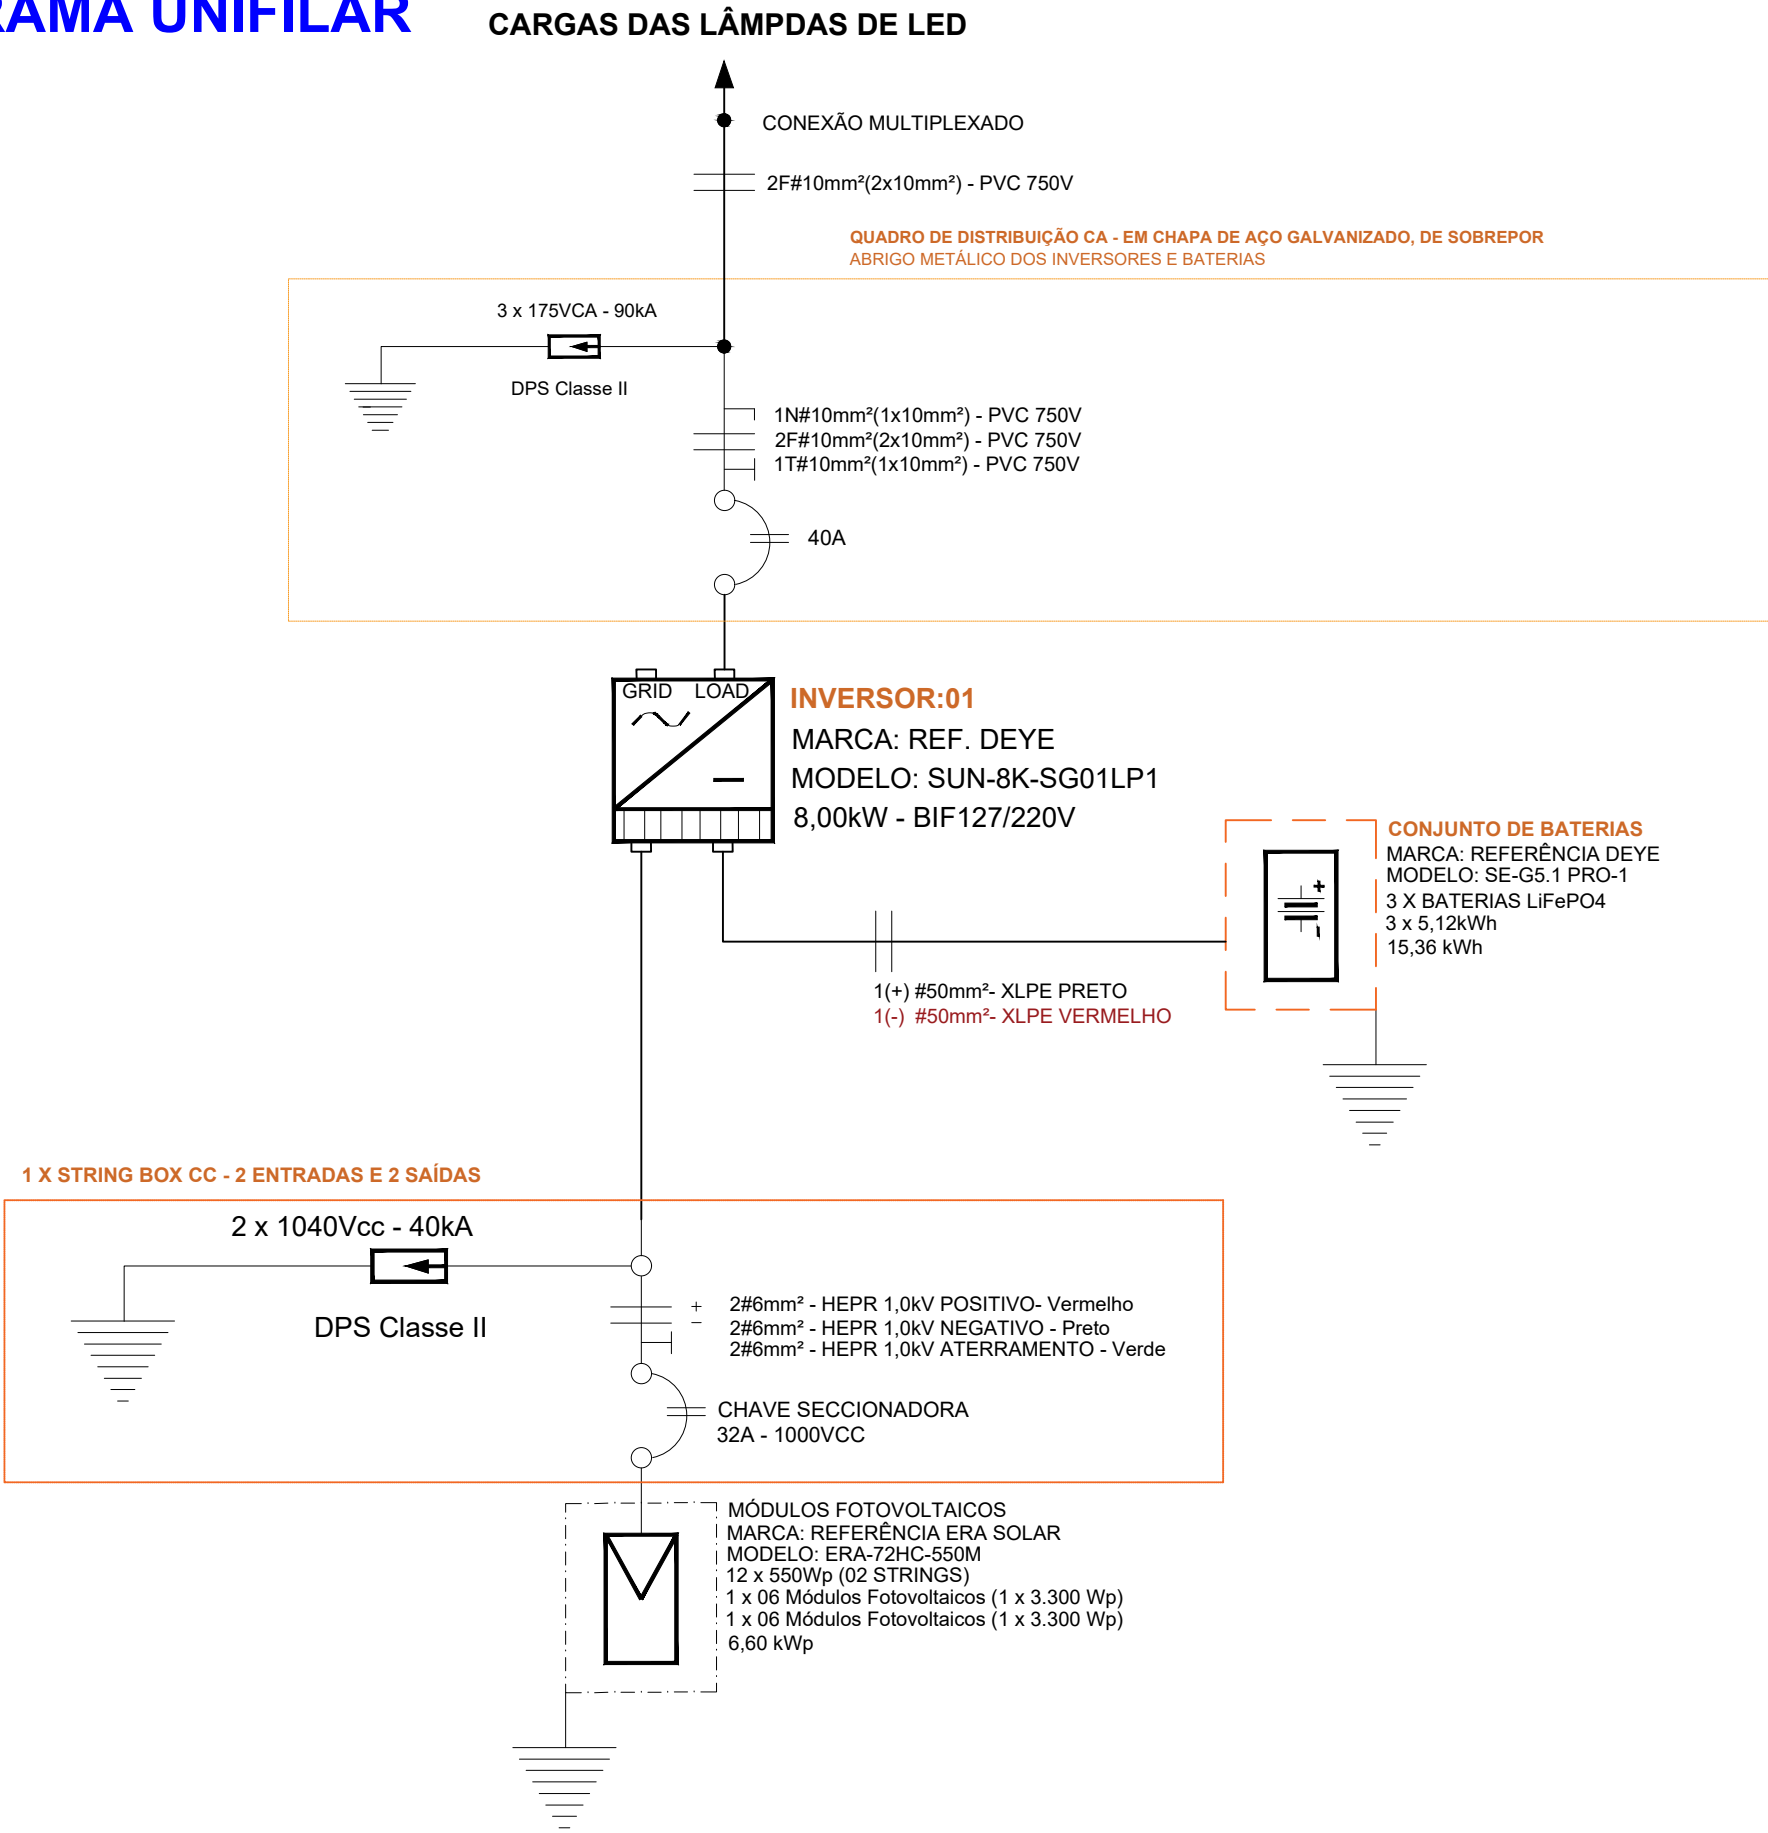 RAMA UNIFILAR
CARGAS DAS LÂMPDAS DE LED
CONEXÃO MULTIPLEXADO
2F#10mm²(2x10mm²) - PVC 750V
QUADRO DE DISTRIBUIÇÃO CA - EM CHAPA DE AÇO GALVANIZADO, DE SOBREPOR
ABRIGO METÁLICO DOS INVERSORES E BATERIAS
3 x 175VCA - 90kA
DPS Classe II
1N#10mm²(1x10mm²) - PVC 750V
2F#10mm²(2x10mm²) - PVC 750V
1T#10mm²(1x10mm²) - PVC 750V
40A
GRID LOAD
INVERSOR:01
MARCA: REF. DEYE
MODELO: SUN-8K-SG01LP1
8,00kW - BIF127/220V
CONJUNTO DE BATERIAS
MARCA: REFERÊNCIA DEYE
MODELO: SE-G5.1 PRO-1
3 X BATERIAS LiFePO4
3 x 5,12kWh
15,36 kWh
+
-
1(+) #50mm²- XLPE PRETO
1(-) #50mm²- XLPE VERMELHO
1 X STRING BOX CC - 2 ENTRADAS E 2 SAÍDAS
2 x 1040Vcc - 40kA
DPS Classe II
+ 2#6mm² - HEPR 1,0kV POSITIVO- Vermelho
− 2#6mm² - HEPR 1,0kV NEGATIVO - Preto
2#6mm² - HEPR 1,0kV ATERRAMENTO - Verde
CHAVE SECCIONADORA
32A - 1000VCC
MÓDULOS FOTOVOLTAICOS
MARCA: REFERÊNCIA ERA SOLAR
MODELO: ERA-72HC-550M
12 x 550Wp (02 STRINGS)
1 x 06 Módulos Fotovoltaicos (1 x 3.300 Wp)
1 x 06 Módulos Fotovoltaicos (1 x 3.300 Wp)
6,60 kWp